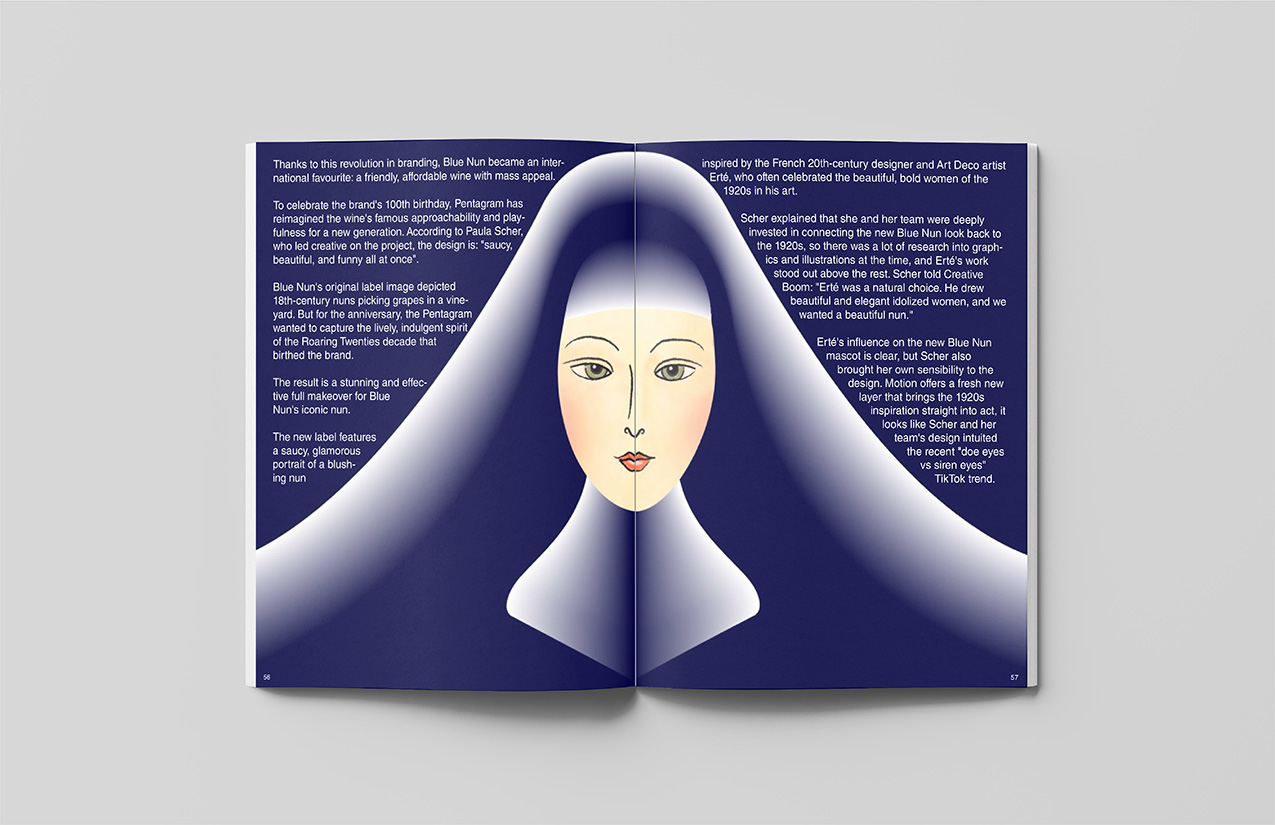 Thanks to this revolution in branding, Blue Nun became an inter-
national favourite: a friendly, affordable wine with mass appeal.
To celebrate the brand's 100th birthday, Pentagram has
reimagined the wine's famous approachability and play-
fulness for a new generation. According to Paula Scher,
who led creative on the project, the design is: "saucy,
beautiful, and funny all at once".
Blue Nun's original label image depicted
18th-century nuns picking grapes in a vine-
yard. But for the anniversary, the Pentagram
wanted to capture the lively, indulgent spirit
of the Roaring Twenties decade that
birthed the brand.
The result is a stunning and effec-
tive full makeover for Blue
Nun's iconic nun.
The new label features
a saucy, glamorous
portrait of a blush-
ing nun
56
inspired by the French 20th-century designer and Art Deco artist
Erté, who often celebrated the beautiful, bold women of the
1920s in his art.
Scher explained that she and her team were deeply
invested in connecting the new Blue Nun look back to
the 1920s, so there was a lot of research into graph-
ics and illustrations at the time, and Erté's work
stood out above the rest. Scher told Creative
Boom: "Erté was a natural choice. He drew
beautiful and elegant idolized women, and we
wanted a beautiful nun."
Erté's influence on the new Blue Nun
mascot is clear, but Scher also
brought her own sensibility to the
design. Motion offers a fresh new
layer that brings the 1920s
inspiration straight into act, it
looks like Scher and her
team's design intuited
the recent "doe eyes
vs siren eyes"
TikTok trend.
57